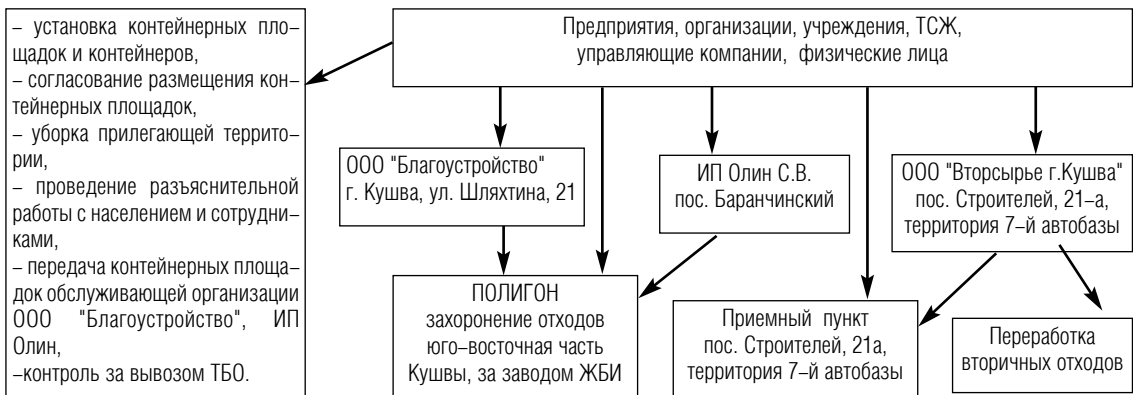 – установка контейнерных пло–
щадок и контейнеров,
– согласование размещения кон–
тейнерных площадок,
– уборка прилегающей террито–
рии,
– проведение разъяснительной
работы с населением и сотрудни–
ками,
– передача контейнерных площа–
док обслуживающей организации
ООО "Благоустройство", ИП
Олин,
–контроль за вывозом ТБО.
Предприятия, организации, учреждения, ТСЖ,
управляющие компании, физические лица
ООО "Благоустройство"
г. Кушва, ул. Шляхтина, 21
ИП Олин С.В.
пос. Баранчинский
ООО "Вторсырье г.Кушва"
пос. Строителей, 21–а,
территория 7–й автобазы
ПОЛИГОН
захоронение отходов
юго–восточная часть
Кушвы, за заводом ЖБИ
Приемный пункт
пос. Строителей, 21а,
территория 7–й автобазы
Переработка
вторичных отходов